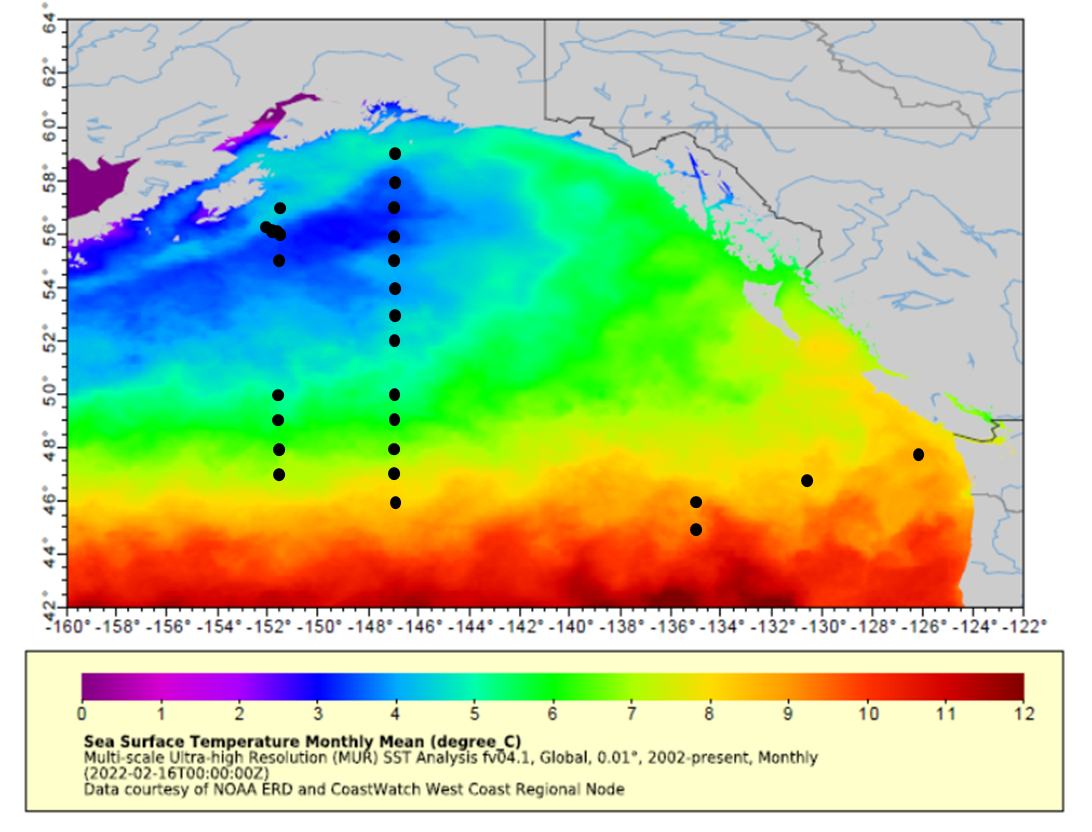 64°
62°
60°
58°
56°
54°
52°
50°
48°
46°
44°
42°
-160° -158° -156° -154° -152° -150° -148° -146° -144° -142° -140° -138° -136° -134° -132° -130° -128° -126° -124° -122°
0 1 2 3 4 5 6 7 8 9 10 11 12
Sea Surface Temperature Monthly Mean (degree_C)
Multi-scale Ultra-high Resolution (MUR) SST Analysis fv04.1, Global, 0.01°, 2002-present, Monthly
(2022-02-16T00:00:00Z)
Data courtesy of NOAA ERD and CoastWatch West Coast Regional Node